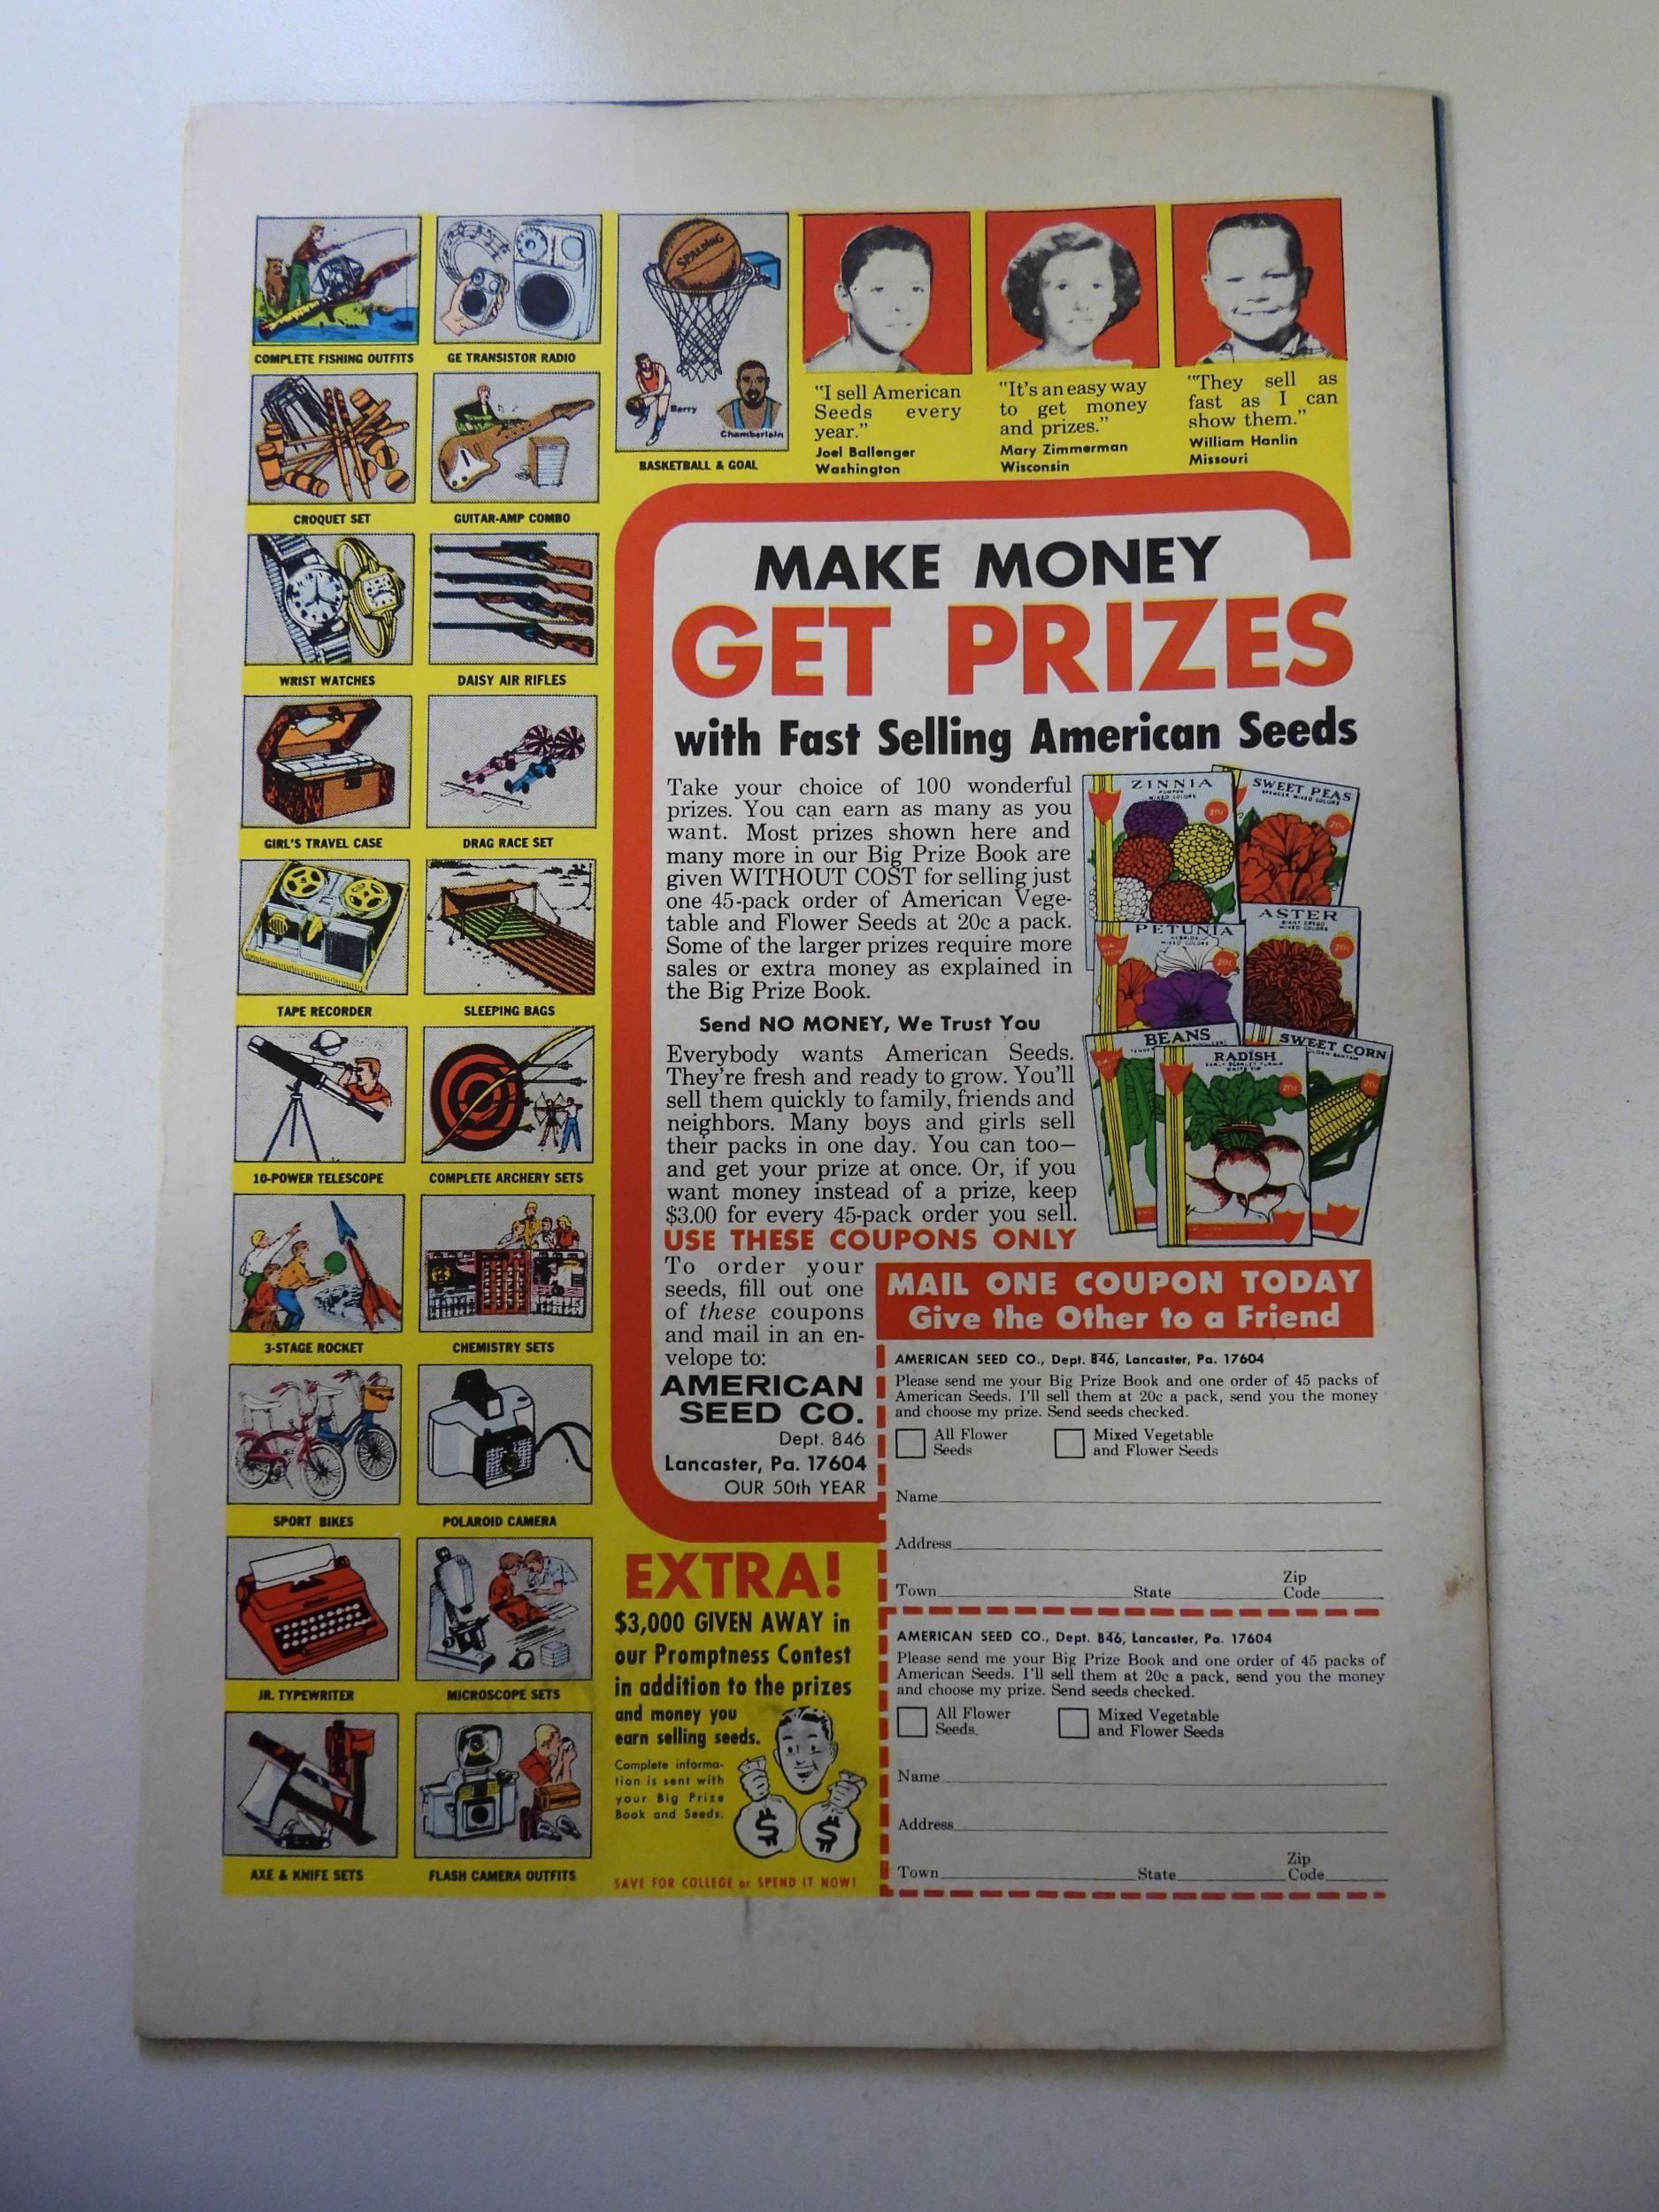 COMPLETE FISHING OUTFITS
GE TRANSISTOR RADIO
SPALDING
Barry
Chamberlain
BASKETBALL & GOAL
"I sell American
Seeds every
year."
Joel Ballenger
Washington
"It's an easy way
to get money
and prizes."
Mary Zimmerman
Wisconsin
"They sell as
fast as I can
show them."
William Hanlin
Missouri
CROQUET SET
GUITAR-AMP COMBO
WRIST WATCHES
DAISY AIR RIFLES
GIRL'S TRAVEL CASE
DRAG RACE SET
TAPE RECORDER
SLEEPING BAGS
10-POWER TELESCOPE
COMPLETE ARCHERY SETS
3-STAGE ROCKET
CHEMISTRY SETS
SPORT BIKES
POLAROID CAMERA
JR. TYPEWRITER
MICROSCOPE SETS
AXE & KNIFE SETS
FLASH CAMERA OUTFITS
MAKE MONEY
GET PRIZES
with Fast Selling American Seeds
Take your choice of 100 wonderful
prizes. You can earn as many as you
want. Most prizes shown here and
many more in our Big Prize Book are
given WITHOUT COST for selling just
one 45-pack order of American Vege-
table and Flower Seeds at 20c a pack.
Some of the larger prizes require more
sales or extra money as explained in
the Big Prize Book.
Send NO MONEY, We Trust You
Everybody wants American Seeds.
They're fresh and ready to grow. You'll
sell them quickly to family, friends and
neighbors. Many boys and girls sell
their packs in one day. You can too—
and get your prize at once. Or, if you
want money instead of a prize, keep
$3.00 for every 45-pack order you sell.
USE THESE COUPONS ONLY
To order your
seeds, fill out one
of these coupons
and mail in an en-
velope to:
AMERICAN
SEED CO.
Dept. 846
Lancaster, Pa. 17604
OUR 50th YEAR
ZINNIA
MIXED COLORS
20c
SWEET PEAS
SPENCER MIXED COLORS
20c
PETUNIA
MIXED COLORS
20c
ASTER
MIXED COLORS
20c
BEANS
RADISH
20c
SWEET CORN
GOLDEN BANTAM
20c
MAIL ONE COUPON TODAY
Give the Other to a Friend
AMERICAN SEED CO., Dept. 846, Lancaster, Pa. 17604
Please send me your Big Prize Book and one order of 45 packs of
American Seeds. I'll sell them at 20c a pack, send you the money
and choose my prize. Send seeds checked.
All Flower
Seeds
Mixed Vegetable
and Flower Seeds
Name
Address
Town State Zip Code
AMERICAN SEED CO., Dept. 846, Lancaster, Pa. 17604
Please send me your Big Prize Book and one order of 45 packs of
American Seeds. I'll sell them at 20c a pack, send you the money
and choose my prize. Send seeds checked.
All Flower
Seeds.
Mixed Vegetable
and Flower Seeds
Name
Address
Town State Zip Code
EXTRA!
$3,000 GIVEN AWAY in
our Promptness Contest
in addition to the prizes
and money you
earn selling seeds.
Complete informa-
tion is sent with
your Big Prize
Book and Seeds.
$ $
SAVE FOR COLLEGE or SPEND IT NOW!